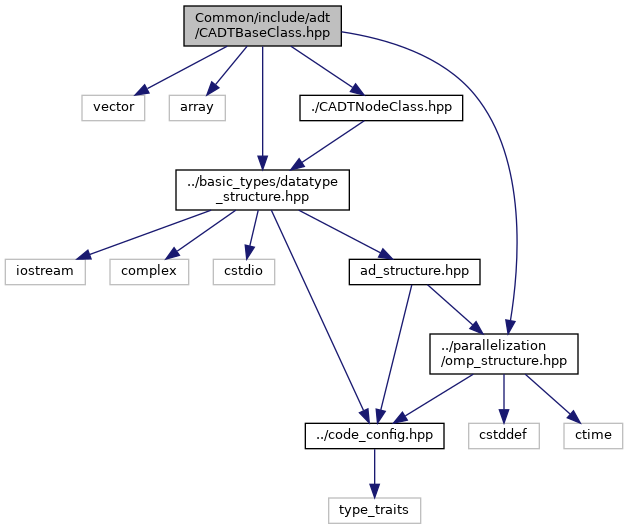 Common/include/adt
/CADTBaseClass.hpp
vector
array
./CADTNodeClass.hpp
../basic_types/datatype
_structure.hpp
iostream
complex
cstdio
ad_structure.hpp
../parallelization
/omp_structure.hpp
../code_config.hpp
cstddef
ctime
type_traits